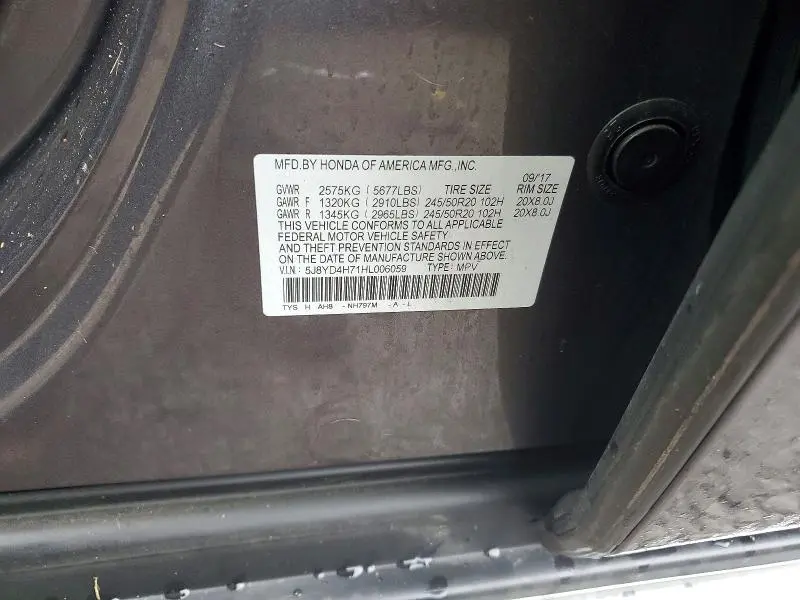 MFD.BY HONDA OF AMERICA MFG.,INC.
09/'17
GVWR 2575KG ( 5677LBS) TIRE SIZE RIM SIZE
GAWR F 1320KG ( 2910LBS) 245/50R20 102H 20X8.0J
GAWR R 1345KG ( 2965LBS) 245/50R20 102H 20X8.0J
THIS VEHICLE CONFORMS TO ALL APPLICABLE
FEDERAL MOTOR VEHICLE SAFETY
AND THEFT PREVENTION STANDARDS IN EFFECT
ON THE DATE OF MANUFACTURE SHOWN ABOVE.
V.I.N: 5J8YD4H71HL006059 TYPE: MPV
TYS H AH8 - NH797M - A - L